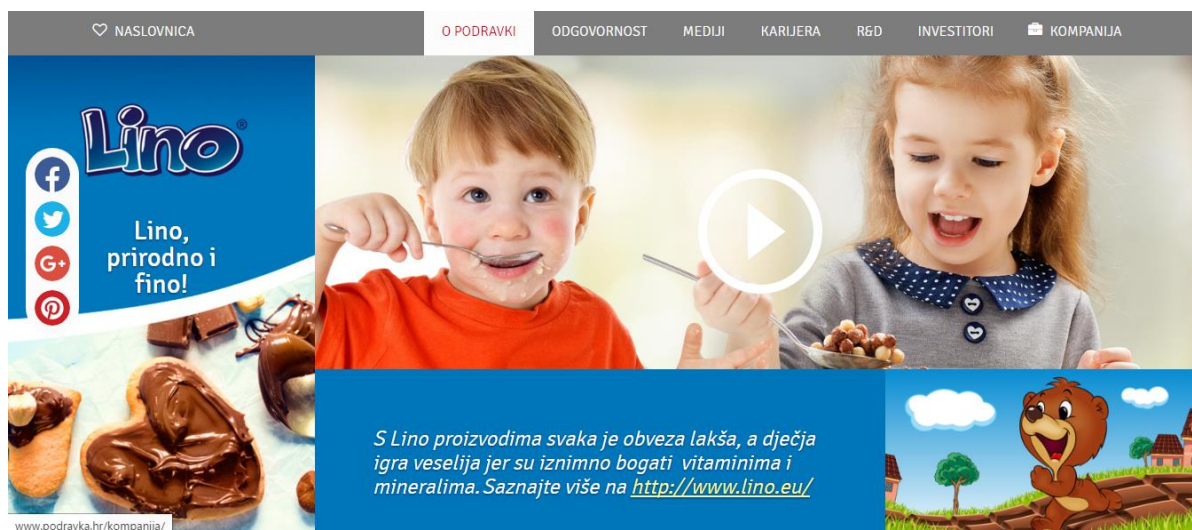 NASLOVNICA
O PODRAVKI
ODGOVORNOST
MEDIJI
KARIJERA
R&D
INVESTITORI
KOMPANIJA
Lino®
Lino,
prirodno i
fino!
G+
S Lino proizvodima svaka je obveza lakša, a dječja
igra veselija jer su iznimno bogati vitaminima i
mineralima. Saznajte više na http://www.lino.eu/
www.podravka.hr/kompanija/